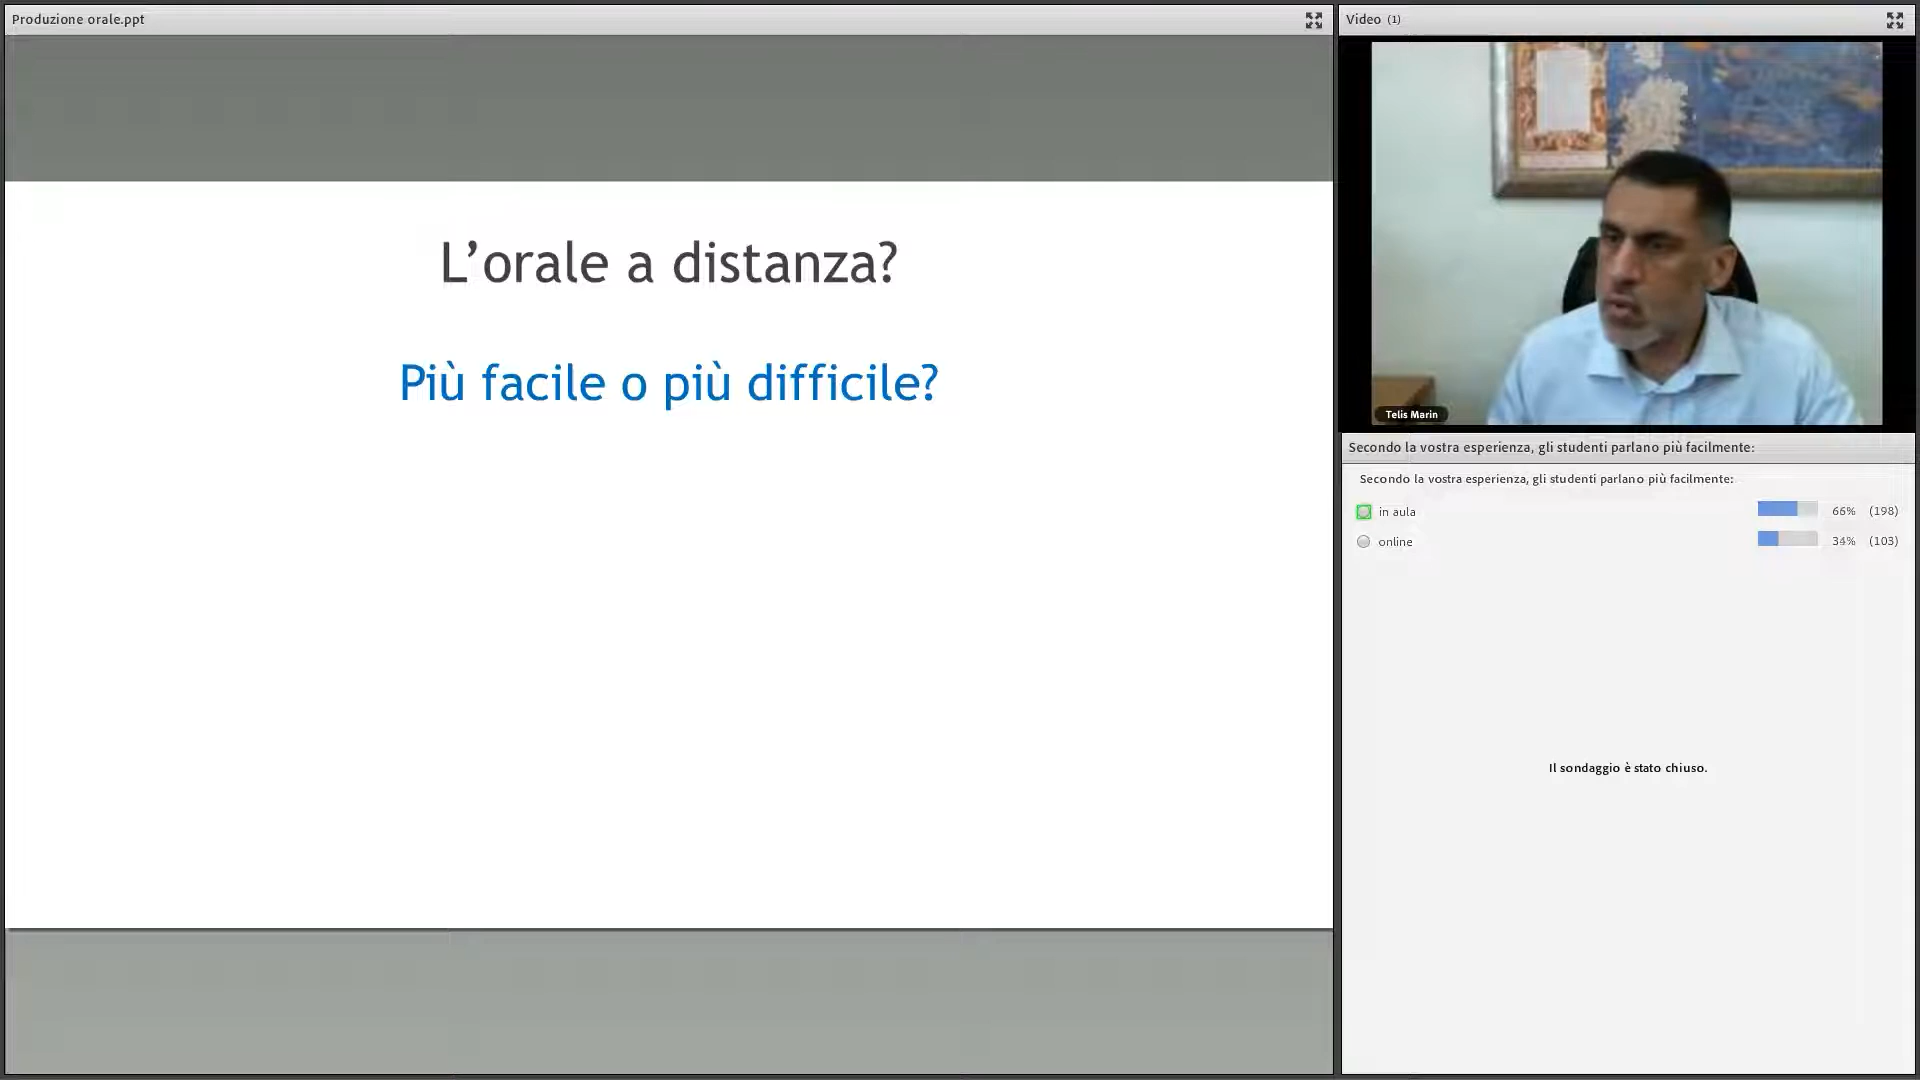 Produzione orale.ppt
L’orale a distanza?
Più facile o più difficile?
Video (1)
Telis Marin
Secondo la vostra esperienza, gli studenti parlano più facilmente:
Secondo la vostra esperienza, gli studenti parlano più facilmente:
in aula 66% (198)
online 34% (103)
Il sondaggio è stato chiuso.